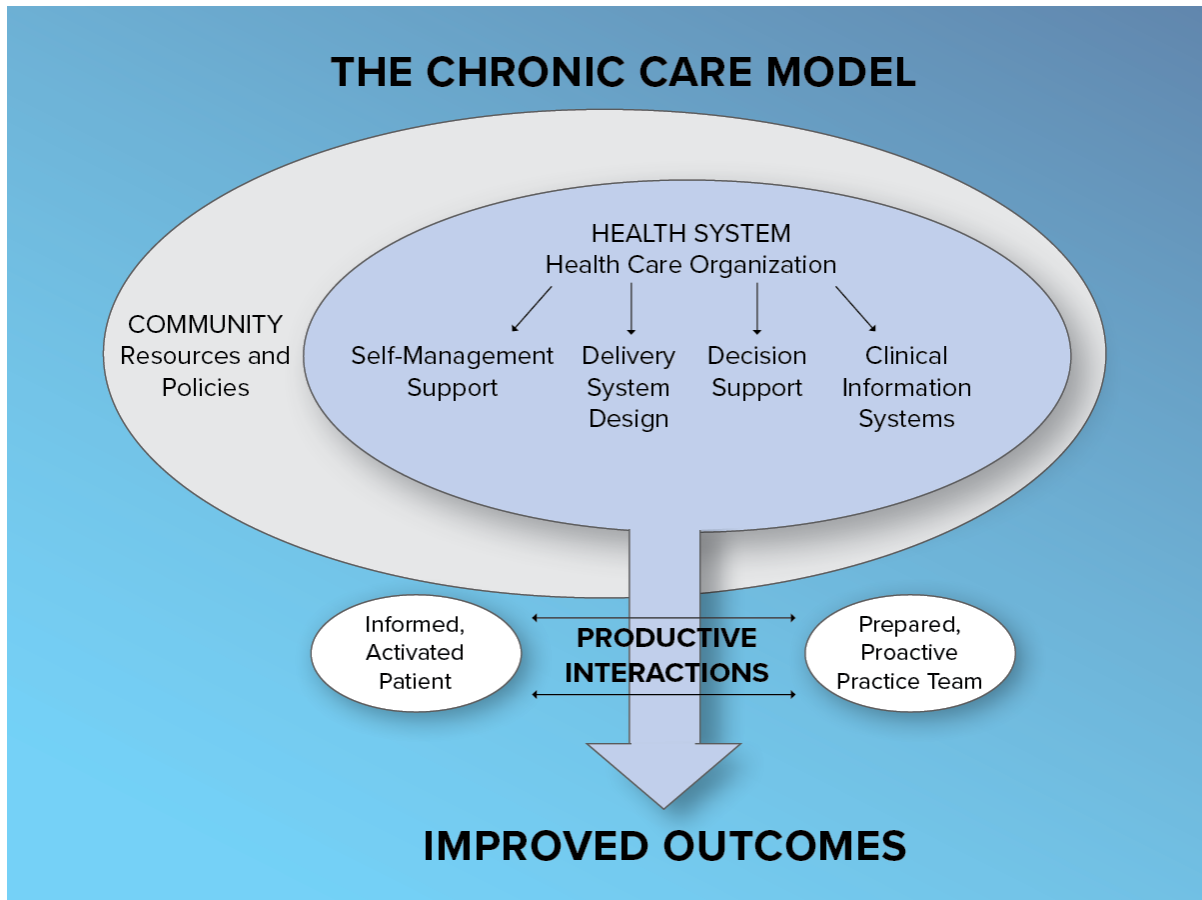 THE CHRONIC CARE MODEL
HEALTH SYSTEM
Health Care Organization
COMMUNITY
Resources and
Policies
Self-Management
Support
Delivery
System
Design
Decision
Support
Clinical
Information
Systems
Informed,
Activated
Patient
PRODUCTIVE
INTERACTIONS
Prepared,
Proactive
Practice Team
IMPROVED OUTCOMES